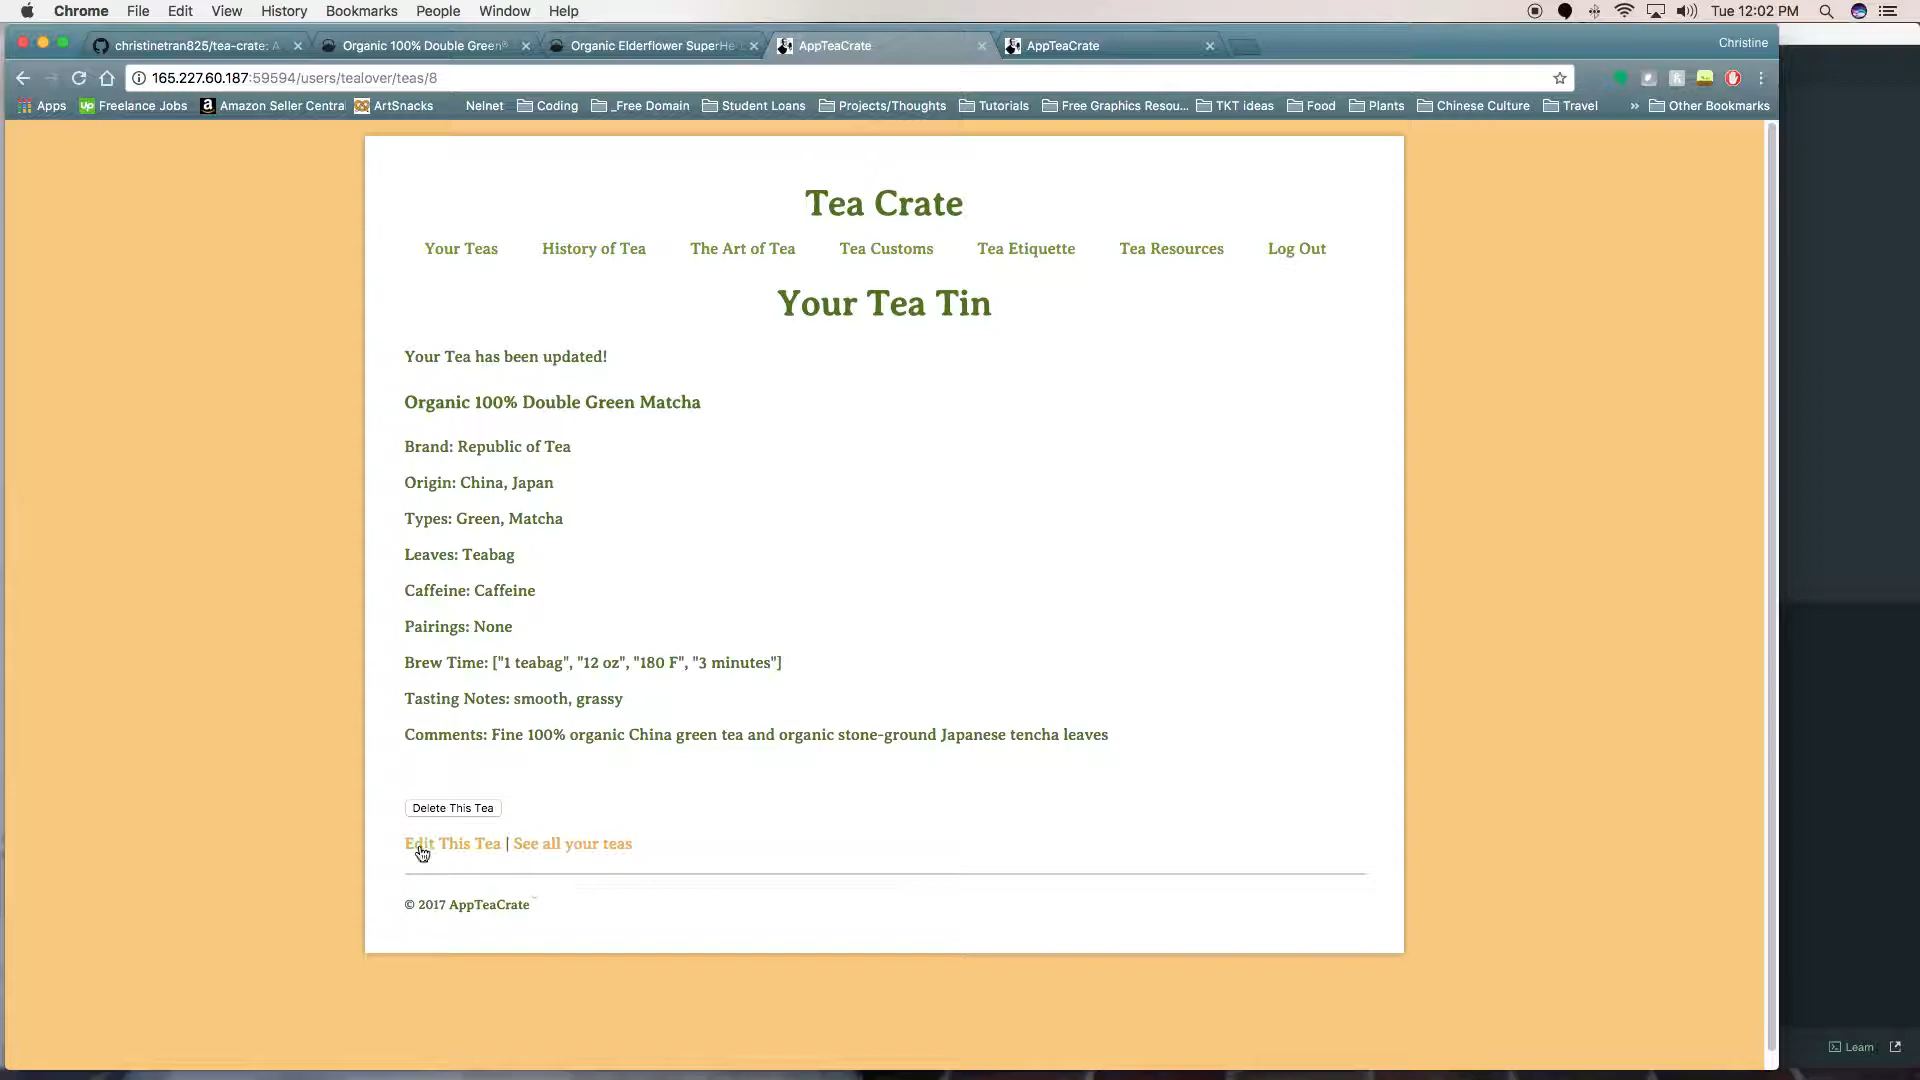 Chrome File Edit View History Bookmarks People Window Help Tue 12:02 PM
christinetran825/tea-crate: A Organic 100% Double Green® Organic Elderflower SuperHe AppTeaCrate AppTeaCrate Christine
165.227.60.187:59594/users/tealover/teas/8
Apps Up Freelance Jobs a Amazon Seller Central ArtSnacks Nelnet Coding _Free Domain Student Loans Projects/Thoughts Tutorials Free Graphics Resou... TKT ideas Food Plants Chinese Culture Travel » Other Bookmarks
Tea Crate
Your Teas History of Tea The Art of Tea Tea Customs Tea Etiquette Tea Resources Log Out
Your Tea Tin
Your Tea has been updated!
Organic 100% Double Green Matcha
Brand: Republic of Tea
Origin: China, Japan
Types: Green, Matcha
Leaves: Teabag
Caffeine: Caffeine
Pairings: None
Brew Time: ["1 teabag", "12 oz", "180 F", "3 minutes"]
Tasting Notes: smooth, grassy
Comments: Fine 100% organic China green tea and organic stone-ground Japanese tencha leaves
Delete This Tea
Edit This Tea | See all your teas
© 2017 AppTeaCrate™
Learn